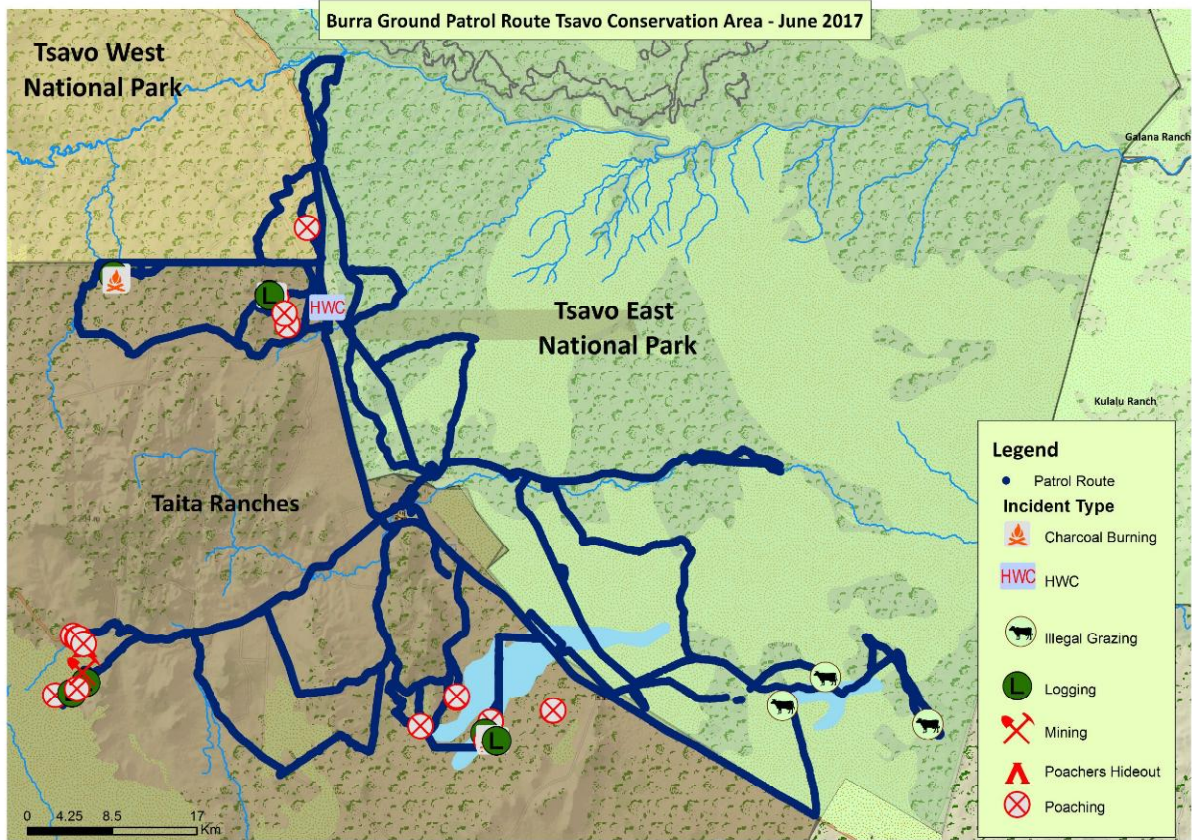 Burra Ground Patrol Route Tsavo Conservation Area - June 2017
Tsavo West
National Park
Galana Ranch
HWC
Tsavo East
National Park
Kulalu Ranch
Taita Ranches
Legend
Patrol Route
Incident Type
Charcoal Burning
HWC HWC
Illegal Grazing
L Logging
Mining
Poachers Hideout
Poaching
L
L
L
0 4.25 8.5 17
Km